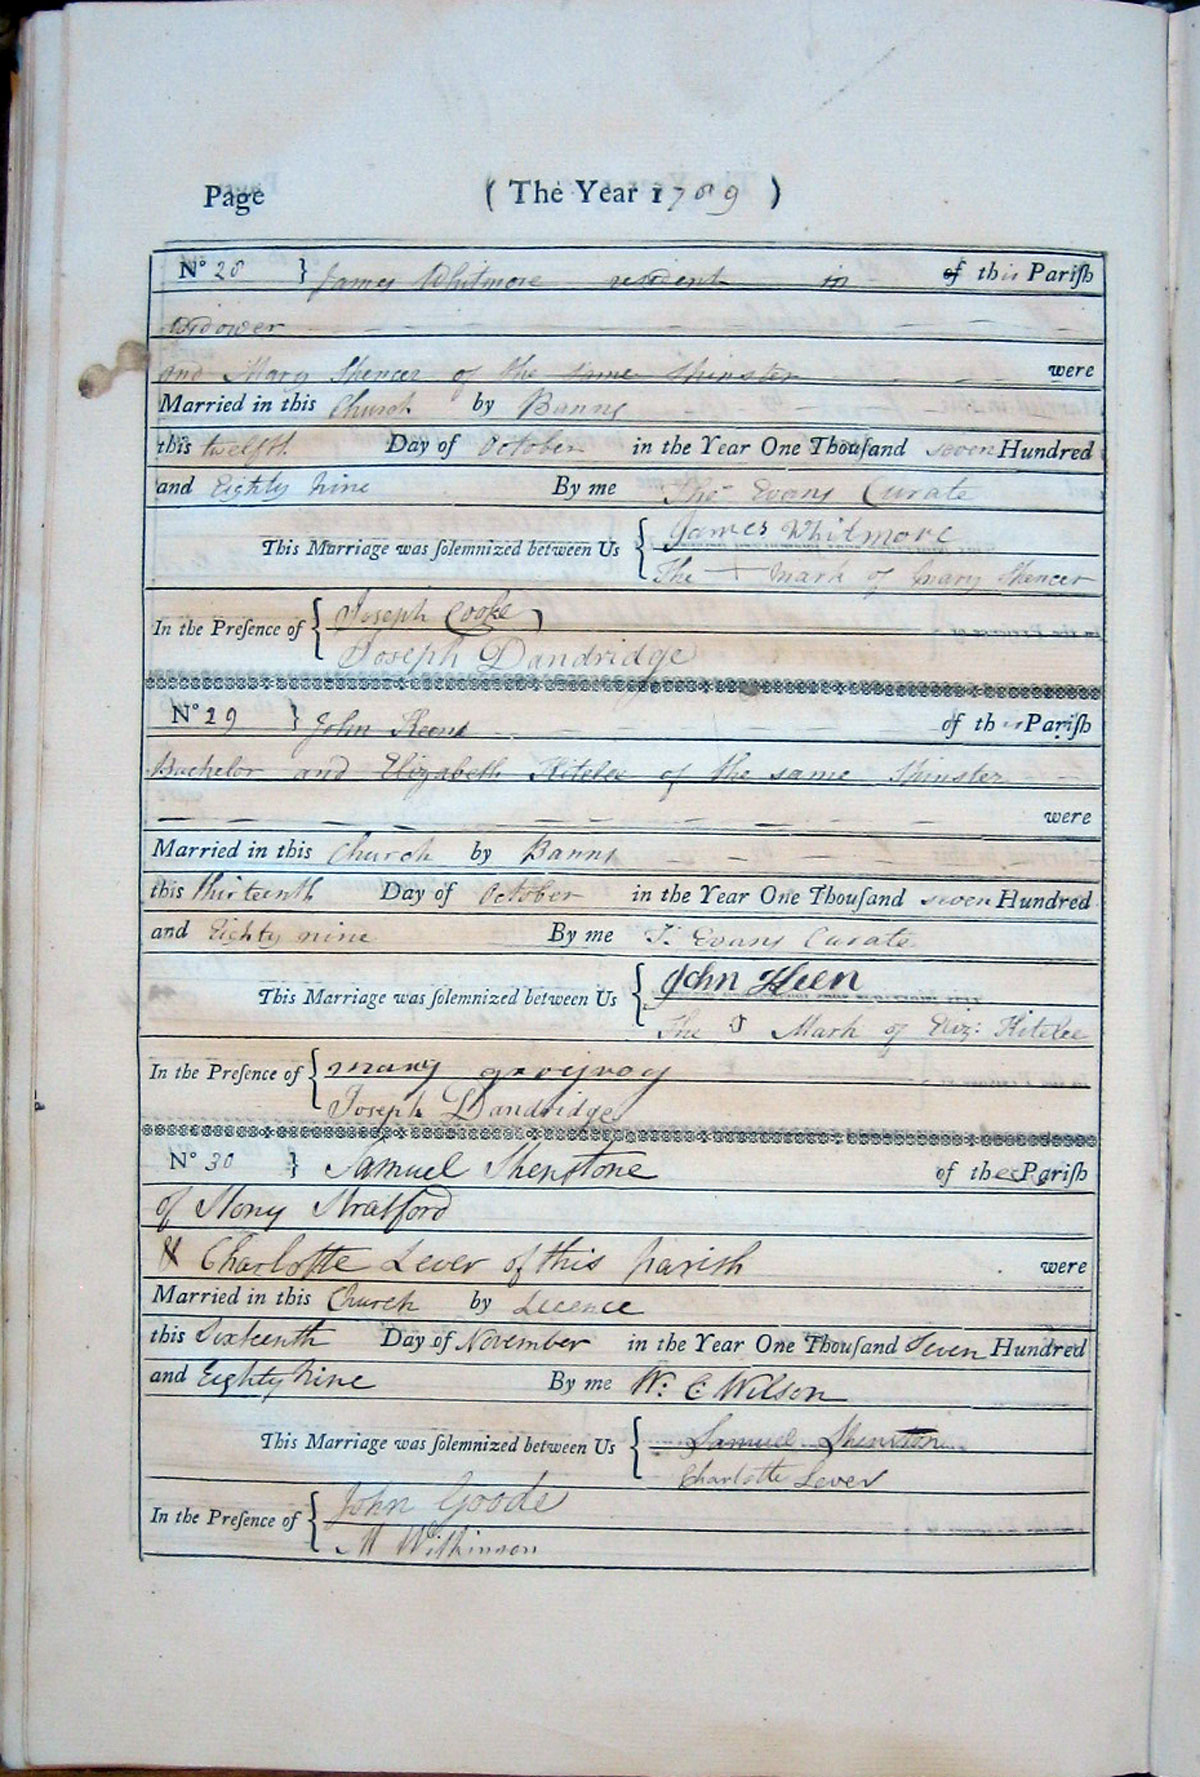 Page ( The Year 1789 )
N° 28 } James Whitmore resident in of this Pariſh
Widower
and Mary Spencer of the same Spinster were
Married in this Church by Banns
this twelfth Day of October in the Year One Thouſand seven Hundred
and Eighty nine By me Thos Evans Curate
This Marriage was ſolemnized between Us { James Whitmore
The + mark of Mary Spencer
In the Preſence of { Joseph Cooke
Joseph Dandridge
N° 29 } John Keens of this Pariſh
Bachelor and Elizabeth Kitelee of the same Spinster
were
Married in this Church by Banns
this thirteenth Day of October in the Year One Thouſand seven Hundred
and Eighty nine By me T. Evans Curate
This Marriage was ſolemnized between Us { John Keen
The Mark of Eliz: Kitelee
In the Preſence of { mary
Joseph Dandridge
N° 30 } Samuel Shenstone of the Pariſh
of Stony Stratford
& Charlotte Lever of this parish were
Married in this Church by Licence
this Sixteenth Day of November in the Year One Thouſand Seven Hundred
and Eighty Nine By me W: C: Wilson
This Marriage was ſolemnized between Us { Samuel Shenston
Charlotte Lever
In the Preſence of { John Goode
M Wilkinson